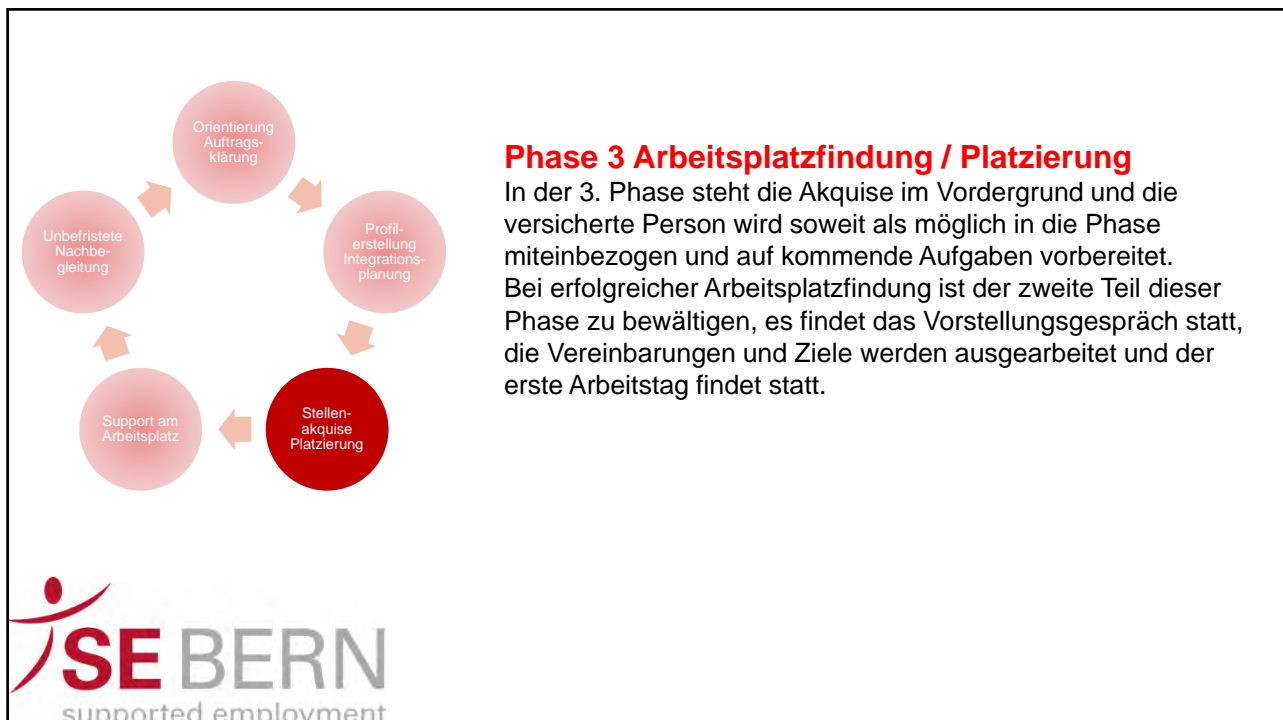 Orientierung
Auftrags-
klärung
Profil-
erstellung
Integrations-
planung
Stellen-
akquise
Platzierung
Support am
Arbeitsplatz
Unbefristete
Nachbe-
gleitung
Phase 3 Arbeitsplatzfindung / Platzierung
In der 3. Phase steht die Akquise im Vordergrund und die
versicherte Person wird soweit als möglich in die Phase
miteinbezogen und auf kommende Aufgaben vorbereitet.
Bei erfolgreicher Arbeitsplatzfindung ist der zweite Teil dieser
Phase zu bewältigen, es findet das Vorstellungsgespräch statt,
die Vereinbarungen und Ziele werden ausgearbeitet und der
erste Arbeitstag findet statt.
SE BERN
supported employment